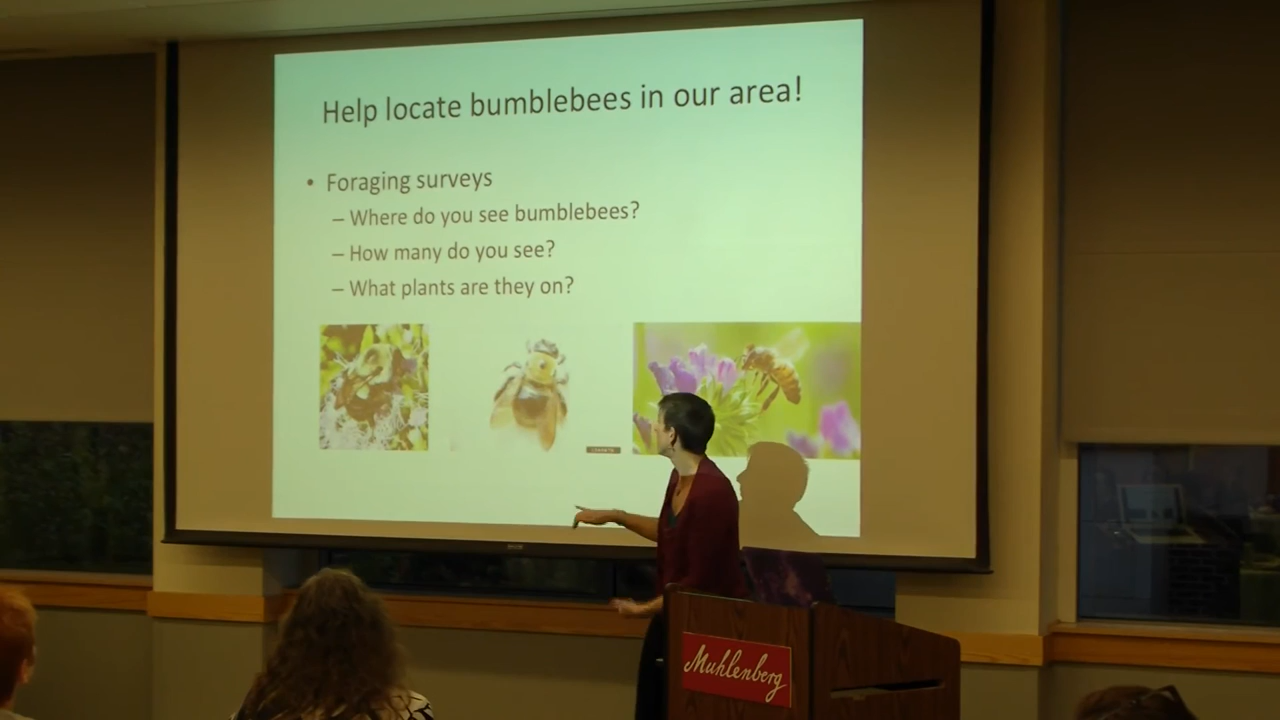 Help locate bumblebees in our area!
• Foraging surveys
– Where do you see bumblebees?
– How many do you see?
– What plants are they on?
Muhlenberg